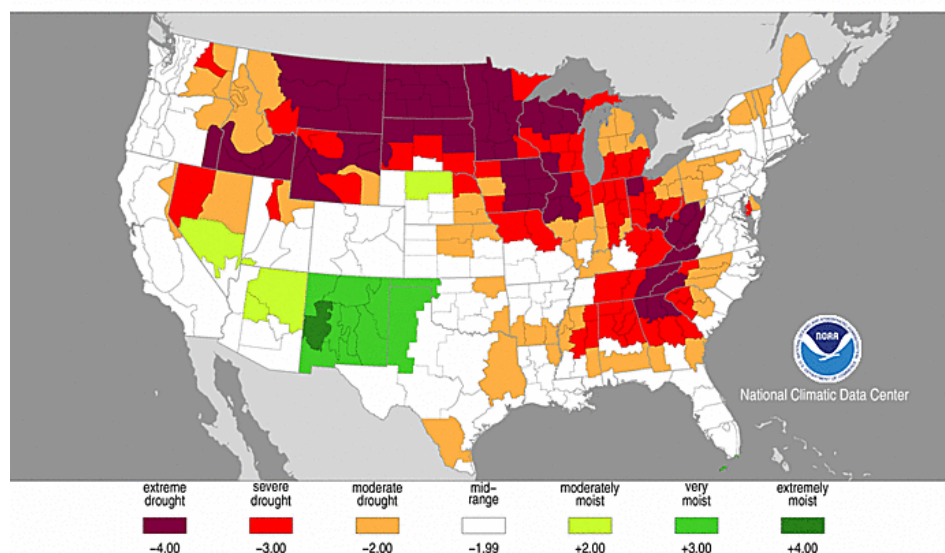 NOAA
National Climatic Data Center
extreme drought
severe drought
moderate drought
mid-
range
moderately moist
very moist
extremely moist
−4.00
−3.00
−2.00
−1.99
+2.00
+3.00
+4.00